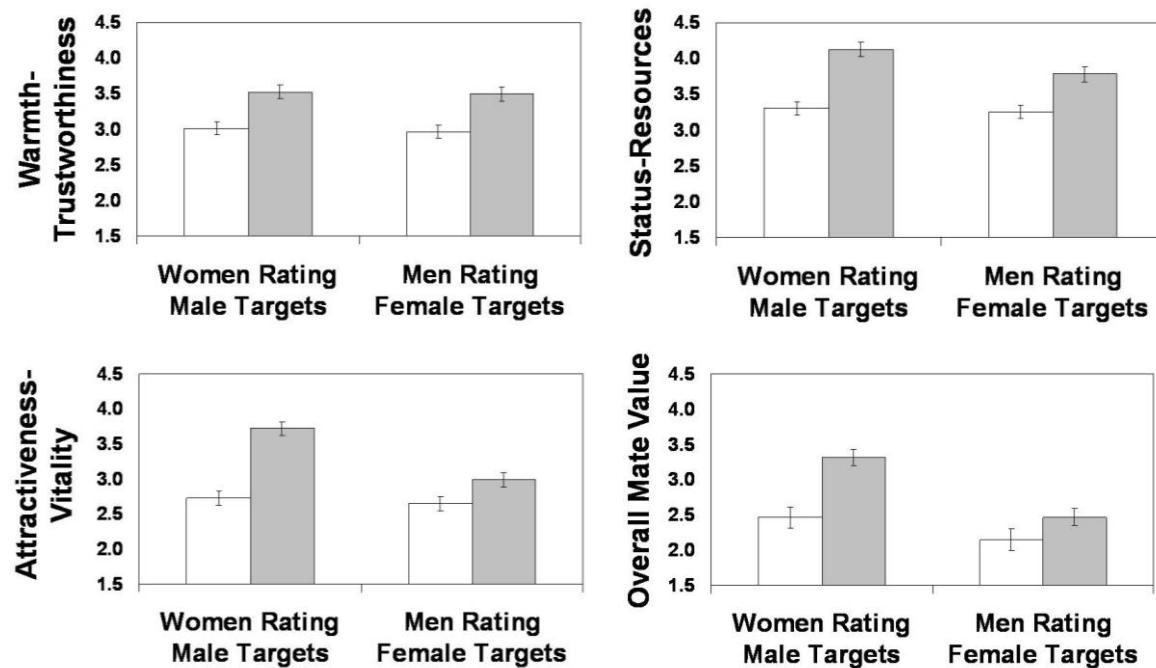 Warmth-
Trustworthiness
4.5
4.0
3.5
3.0
2.5
2.0
1.5
Women Rating
Male Targets
Men Rating
Female Targets
Status-Resources
4.5
4.0
3.5
3.0
2.5
2.0
1.5
Women Rating
Male Targets
Men Rating
Female Targets
Attractiveness-
Vitality
4.5
4.0
3.5
3.0
2.5
2.0
1.5
Women Rating
Male Targets
Men Rating
Female Targets
Overall Mate Value
4.5
4.0
3.5
3.0
2.5
2.0
1.5
Women Rating
Male Targets
Men Rating
Female Targets